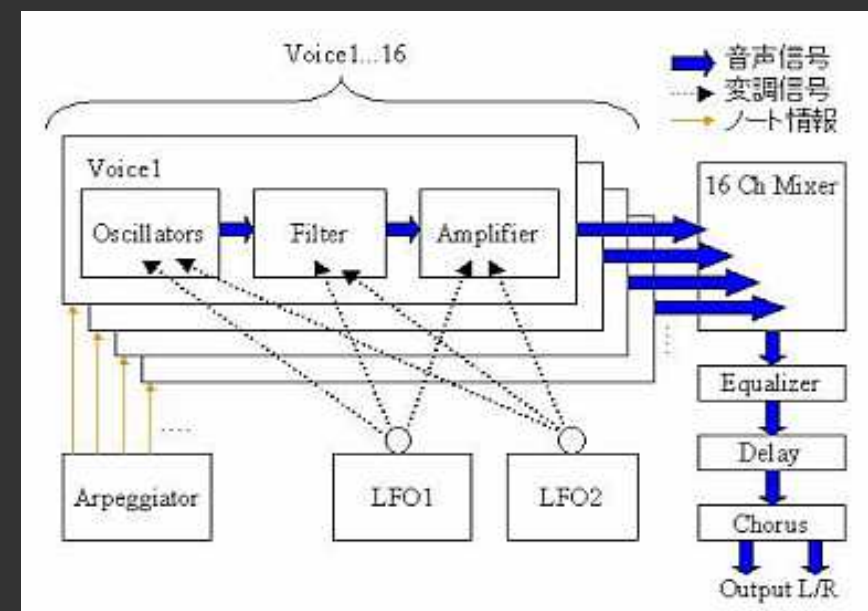 Voice1...16
音声信号
変調信号
ノート情報
Voice1
Oscillators
Filter
Amplifier
16 Ch Mixer
Equalizer
Delay
Chorus
Output L/R
Arpeggiator
LFO1
LFO2